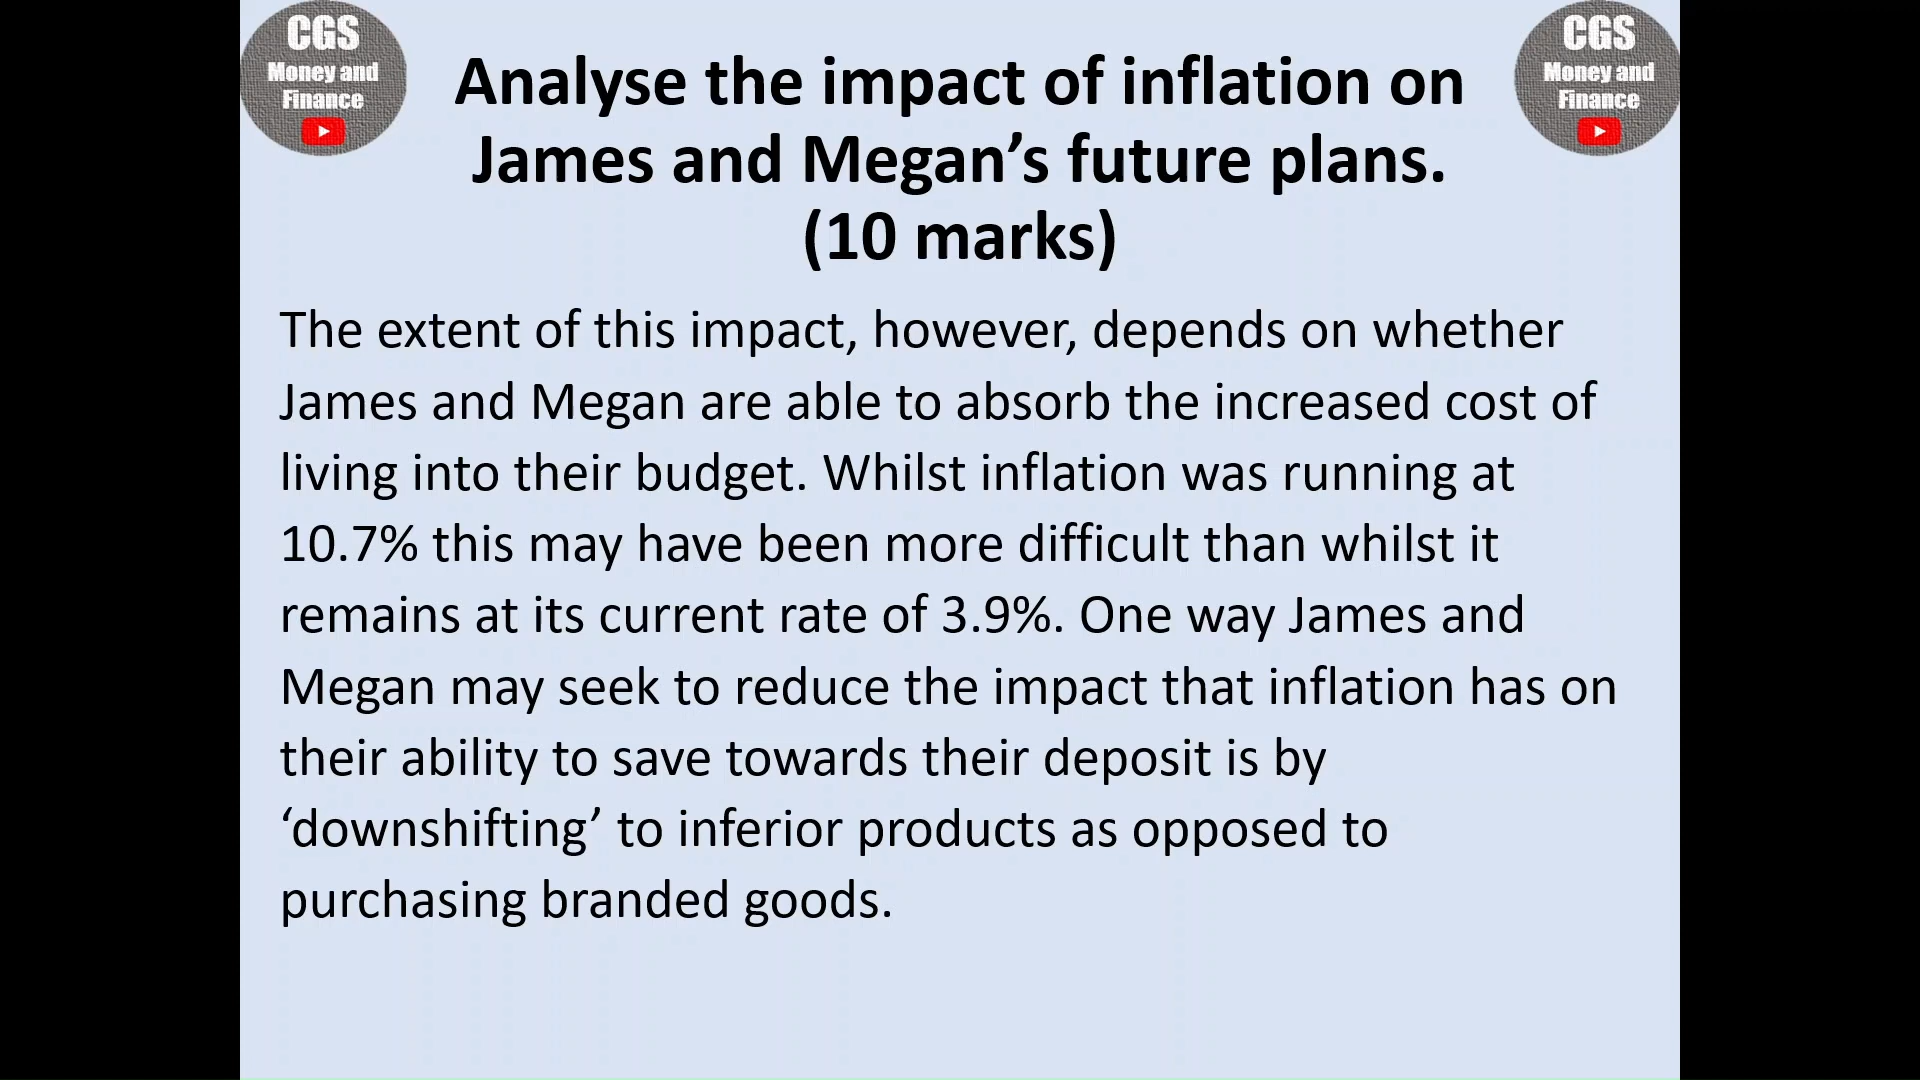 CGS
Money and
Finance
CGS
Money and
Finance
Analyse the impact of inflation on
James and Megan’s future plans.
(10 marks)
The extent of this impact, however, depends on whether
James and Megan are able to absorb the increased cost of
living into their budget. Whilst inflation was running at
10.7% this may have been more difficult than whilst it
remains at its current rate of 3.9%. One way James and
Megan may seek to reduce the impact that inflation has on
their ability to save towards their deposit is by
‘downshifting’ to inferior products as opposed to
purchasing branded goods.